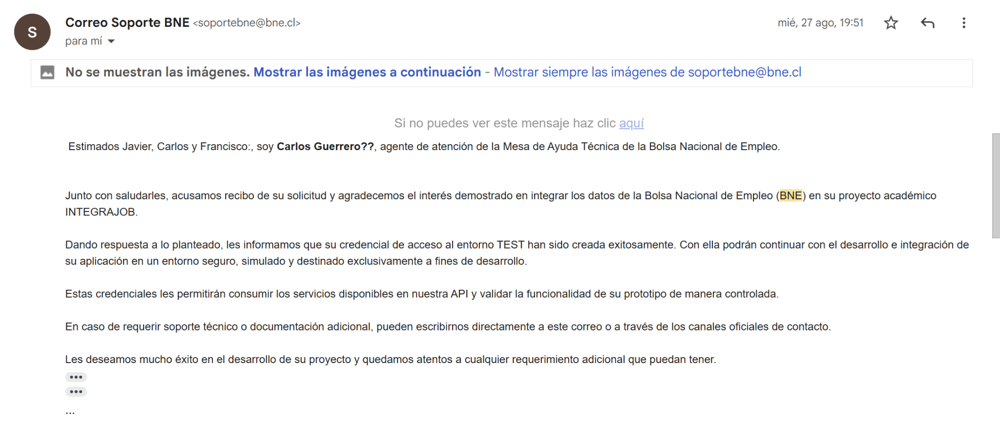 S
Correo Soporte BNE <soportebne@bne.cl>
mié, 27 ago, 19:51
para mí
No se muestran las imágenes. Mostrar las imágenes a continuación - Mostrar siempre las imágenes de soportebne@bne.cl
Si no puedes ver este mensaje haz clic aquí
Estimados Javier, Carlos y Francisco:, soy Carlos Guerrero??, agente de atención de la Mesa de Ayuda Técnica de la Bolsa Nacional de Empleo.
Junto con saludarles, acusamos recibo de su solicitud y agradecemos el interés demostrado en integrar los datos de la Bolsa Nacional de Empleo (BNE) en su proyecto académico
INTEGRAJOB.
Dando respuesta a lo planteado, les informamos que su credencial de acceso al entorno TEST han sido creada exitosamente. Con ella podrán continuar con el desarrollo e integración de
su aplicación en un entorno seguro, simulado y destinado exclusivamente a fines de desarrollo.
Estas credenciales les permitirán consumir los servicios disponibles en nuestra API y validar la funcionalidad de su prototipo de manera controlada.
En caso de requerir soporte técnico o documentación adicional, pueden escribirnos directamente a este correo o a través de los canales oficiales de contacto.
Les deseamos mucho éxito en el desarrollo de su proyecto y quedamos atentos a cualquier requerimiento adicional que puedan tener.
...